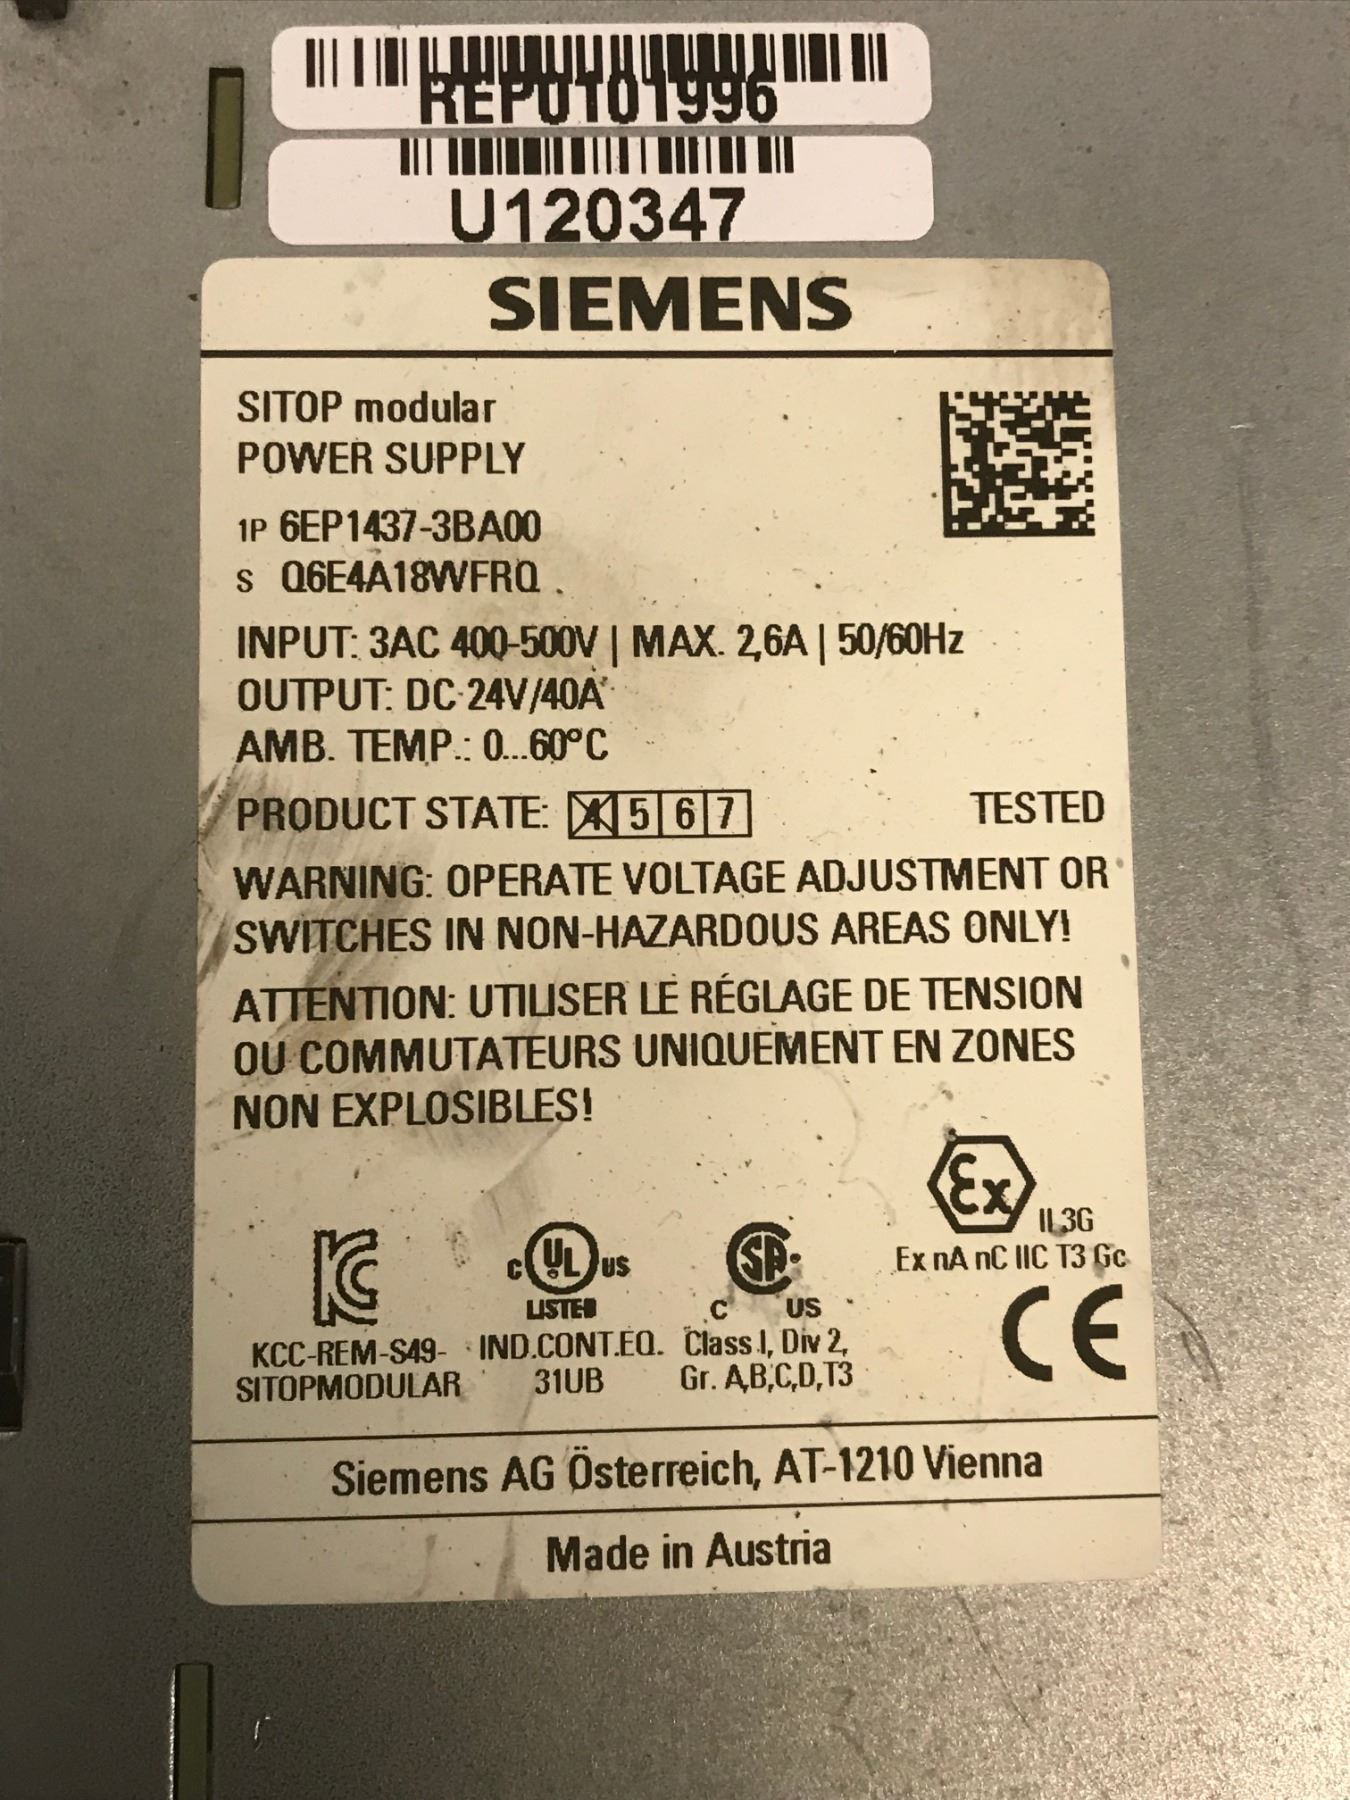 REP0101996
U120347
SIEMENS
SITOP modular
POWER SUPPLY
1P 6EP1437-3BA00
S Q6E4A18WFRQ
INPUT: 3AC 400-500V | MAX. 2,6A | 50/60Hz
OUTPUT: DC 24V/40A
AMB. TEMP.: 0...60°C
PRODUCT STATE: 4 5 6 7 TESTED
WARNING: OPERATE VOLTAGE ADJUSTMENT OR
SWITCHES IN NON-HAZARDOUS AREAS ONLY!
ATTENTION: UTILISER LE RÉGLAGE DE TENSION
OU COMMUTATEURS UNIQUEMENT EN ZONES
NON EXPLOSIBLES!
Ex II 3G
Ex nA nC IIC T3 Gc
KC
KCC-REM-S49-
SITOPMODULAR
C UL US
LISTED
IND.CONT.EQ.
31UB
SA
C US
Class I, Div 2,
Gr. A,B,C,D,T3
CE
Siemens AG Österreich, AT-1210 Vienna
Made in Austria